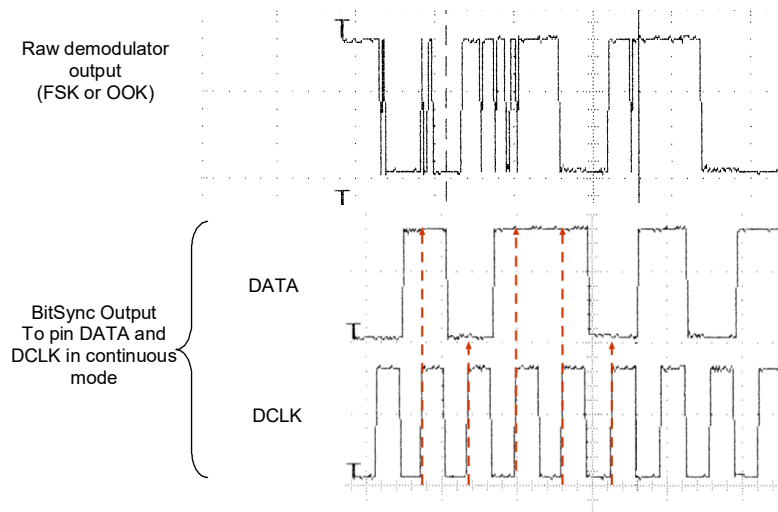 Raw demodulator
output
(FSK or OOK)
DATA
BitSync Output
To pin DATA and
DCLK in continuous
mode
DCLK